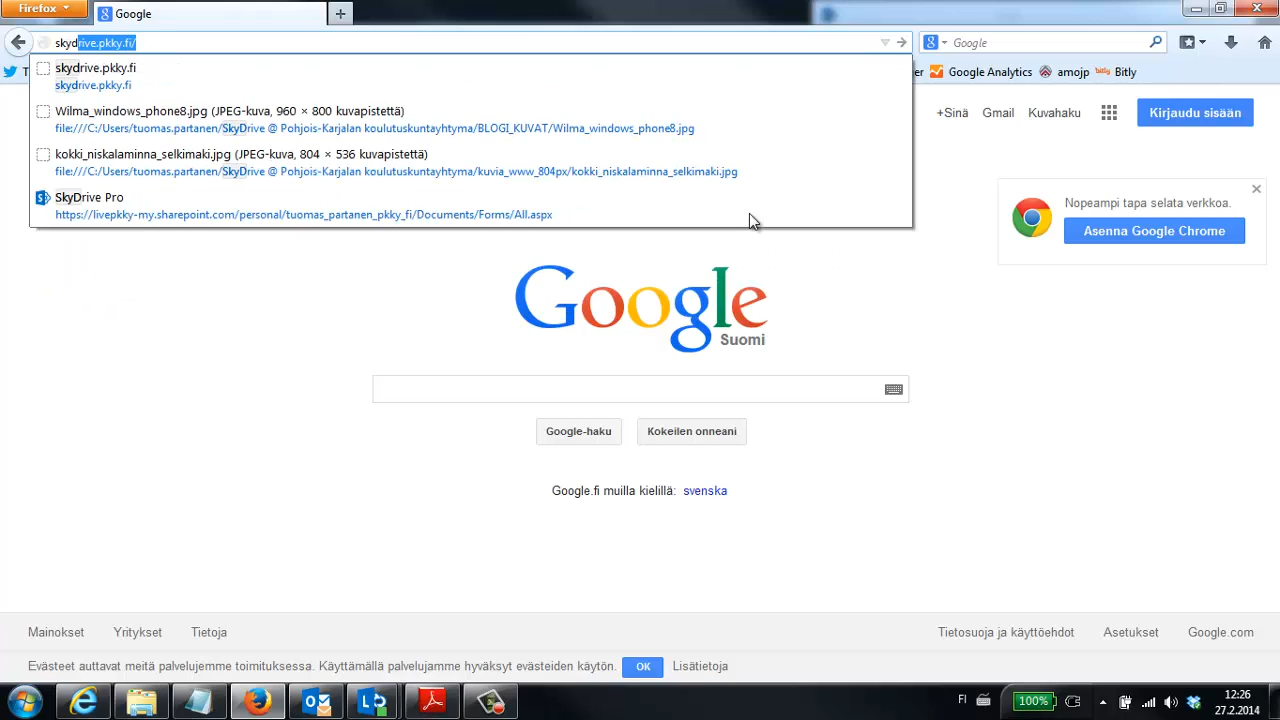 Firefox
Google
skydrive.pkky.fi/
Google
skydrive.pkky.fi
skydrive.pkky.fi
Wilma_windows_phone8.jpg (JPEG-kuva, 960 × 800 kuvapistettä)
file:///C:/Users/tuomas.partanen/SkyDrive @ Pohjois-Karjalan koulutuskuntayhtyma/BLOGI_KUVAT/Wilma_windows_phone8.jpg
kokki_niskalaminna_selkimaki.jpg (JPEG-kuva, 804 × 536 kuvapistettä)
file:///C:/Users/tuomas.partanen/SkyDrive @ Pohjois-Karjalan koulutuskuntayhtyma/kuvia_www_804px/kokki_niskalaminna_selkimaki.jpg
SkyDrive Pro
https://livepkky-my.sharepoint.com/personal/tuomas_partanen_pkky_fi/Documents/Forms/All.aspx
T
er Google Analytics amojp bitly Bitly
+Sinä Gmail Kuvahaku Kirjaudu sisään
Nopeampi tapa selata verkkoa.
Asenna Google Chrome
Google
Suomi
Google-haku Kokeilen onneani
Google.fi muilla kielillä: svenska
Mainokset Yritykset Tietoja Tietosuoja ja käyttöehdot Asetukset Google.com
Evästeet auttavat meitä palvelujemme toimituksessa. Käyttämällä palvelujamme hyväksyt evästeiden käytön. OK Lisätietoja
FI 100% 12:26
27.2.2014